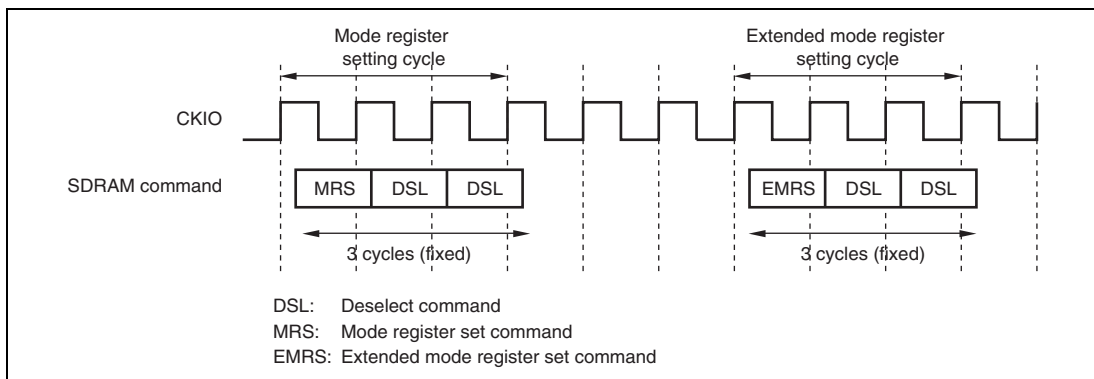 Mode register
setting cycle
Extended mode register
setting cycle
CKIO
SDRAM command
MRS DSL DSL
EMRS DSL DSL
3 cycles (fixed)
3 cycles (fixed)
DSL: Deselect command
MRS: Mode register set command
EMRS: Extended mode register set command